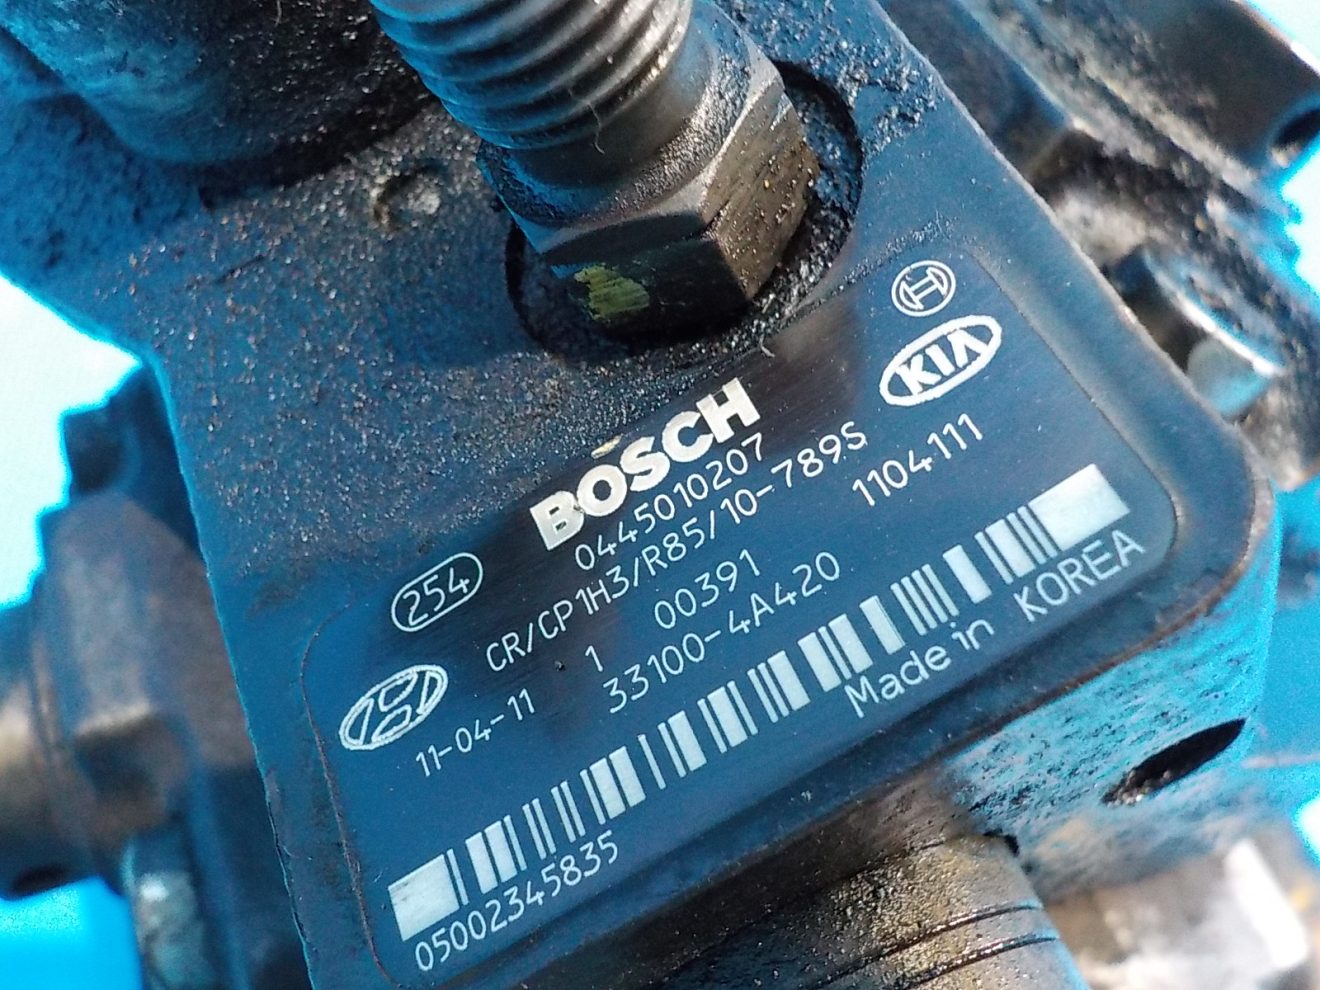 BOSCH
KIA
0445010207
254
CR/CP1H3/R85/10-789S
1104111
11-04-11 1 00391
33100-4A420
Made in KOREA
05002345835